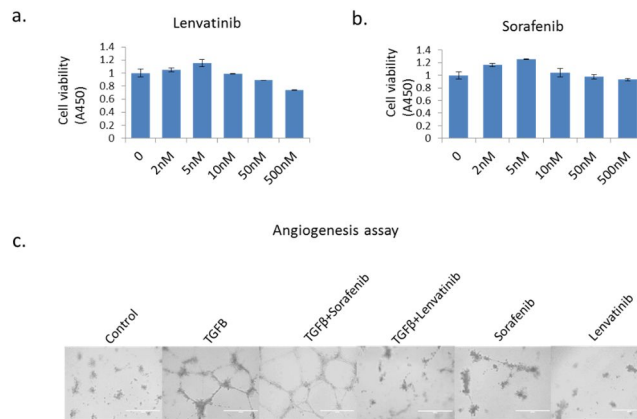 a.
Lenvatinib
Cell viability
(A450)
1.4
1.2
1
0.8
0.6
0.4
0.2
0
0
2nM
5nM
10nM
50nM
500nM
b.
Sorafenib
Cell viability
(A450)
1.4
1.2
1
0.8
0.6
0.4
0.2
0
0
2nM
5nM
10nM
50nM
500nM
c.
Angiogenesis assay
Control
TGFB
TGFβ+Sorafenib
TGFβ+Lenvatinib
Sorafenib
Lenvatinib